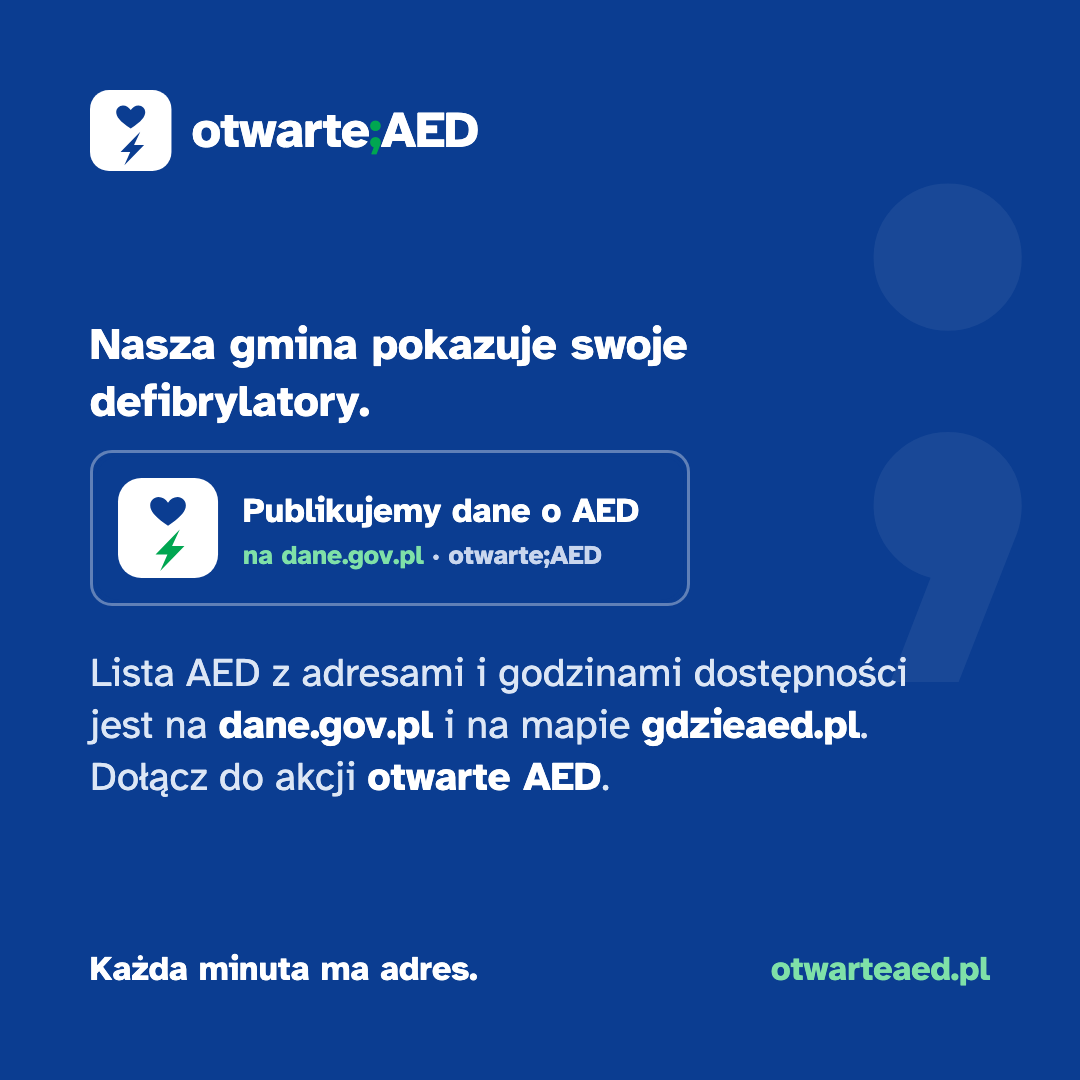 otwarte;AED
Nasza gmina pokazuje swoje
defibrylatory.
Publikujemy dane o AED
na dane.gov.pl · otwarte;AED
Lista AED z adresami i godzinami dostępności
jest na dane.gov.pl i na mapie gdzieaed.pl.
Dołącz do akcji otwarte AED.
Każda minuta ma adres.
otwarteaed.pl